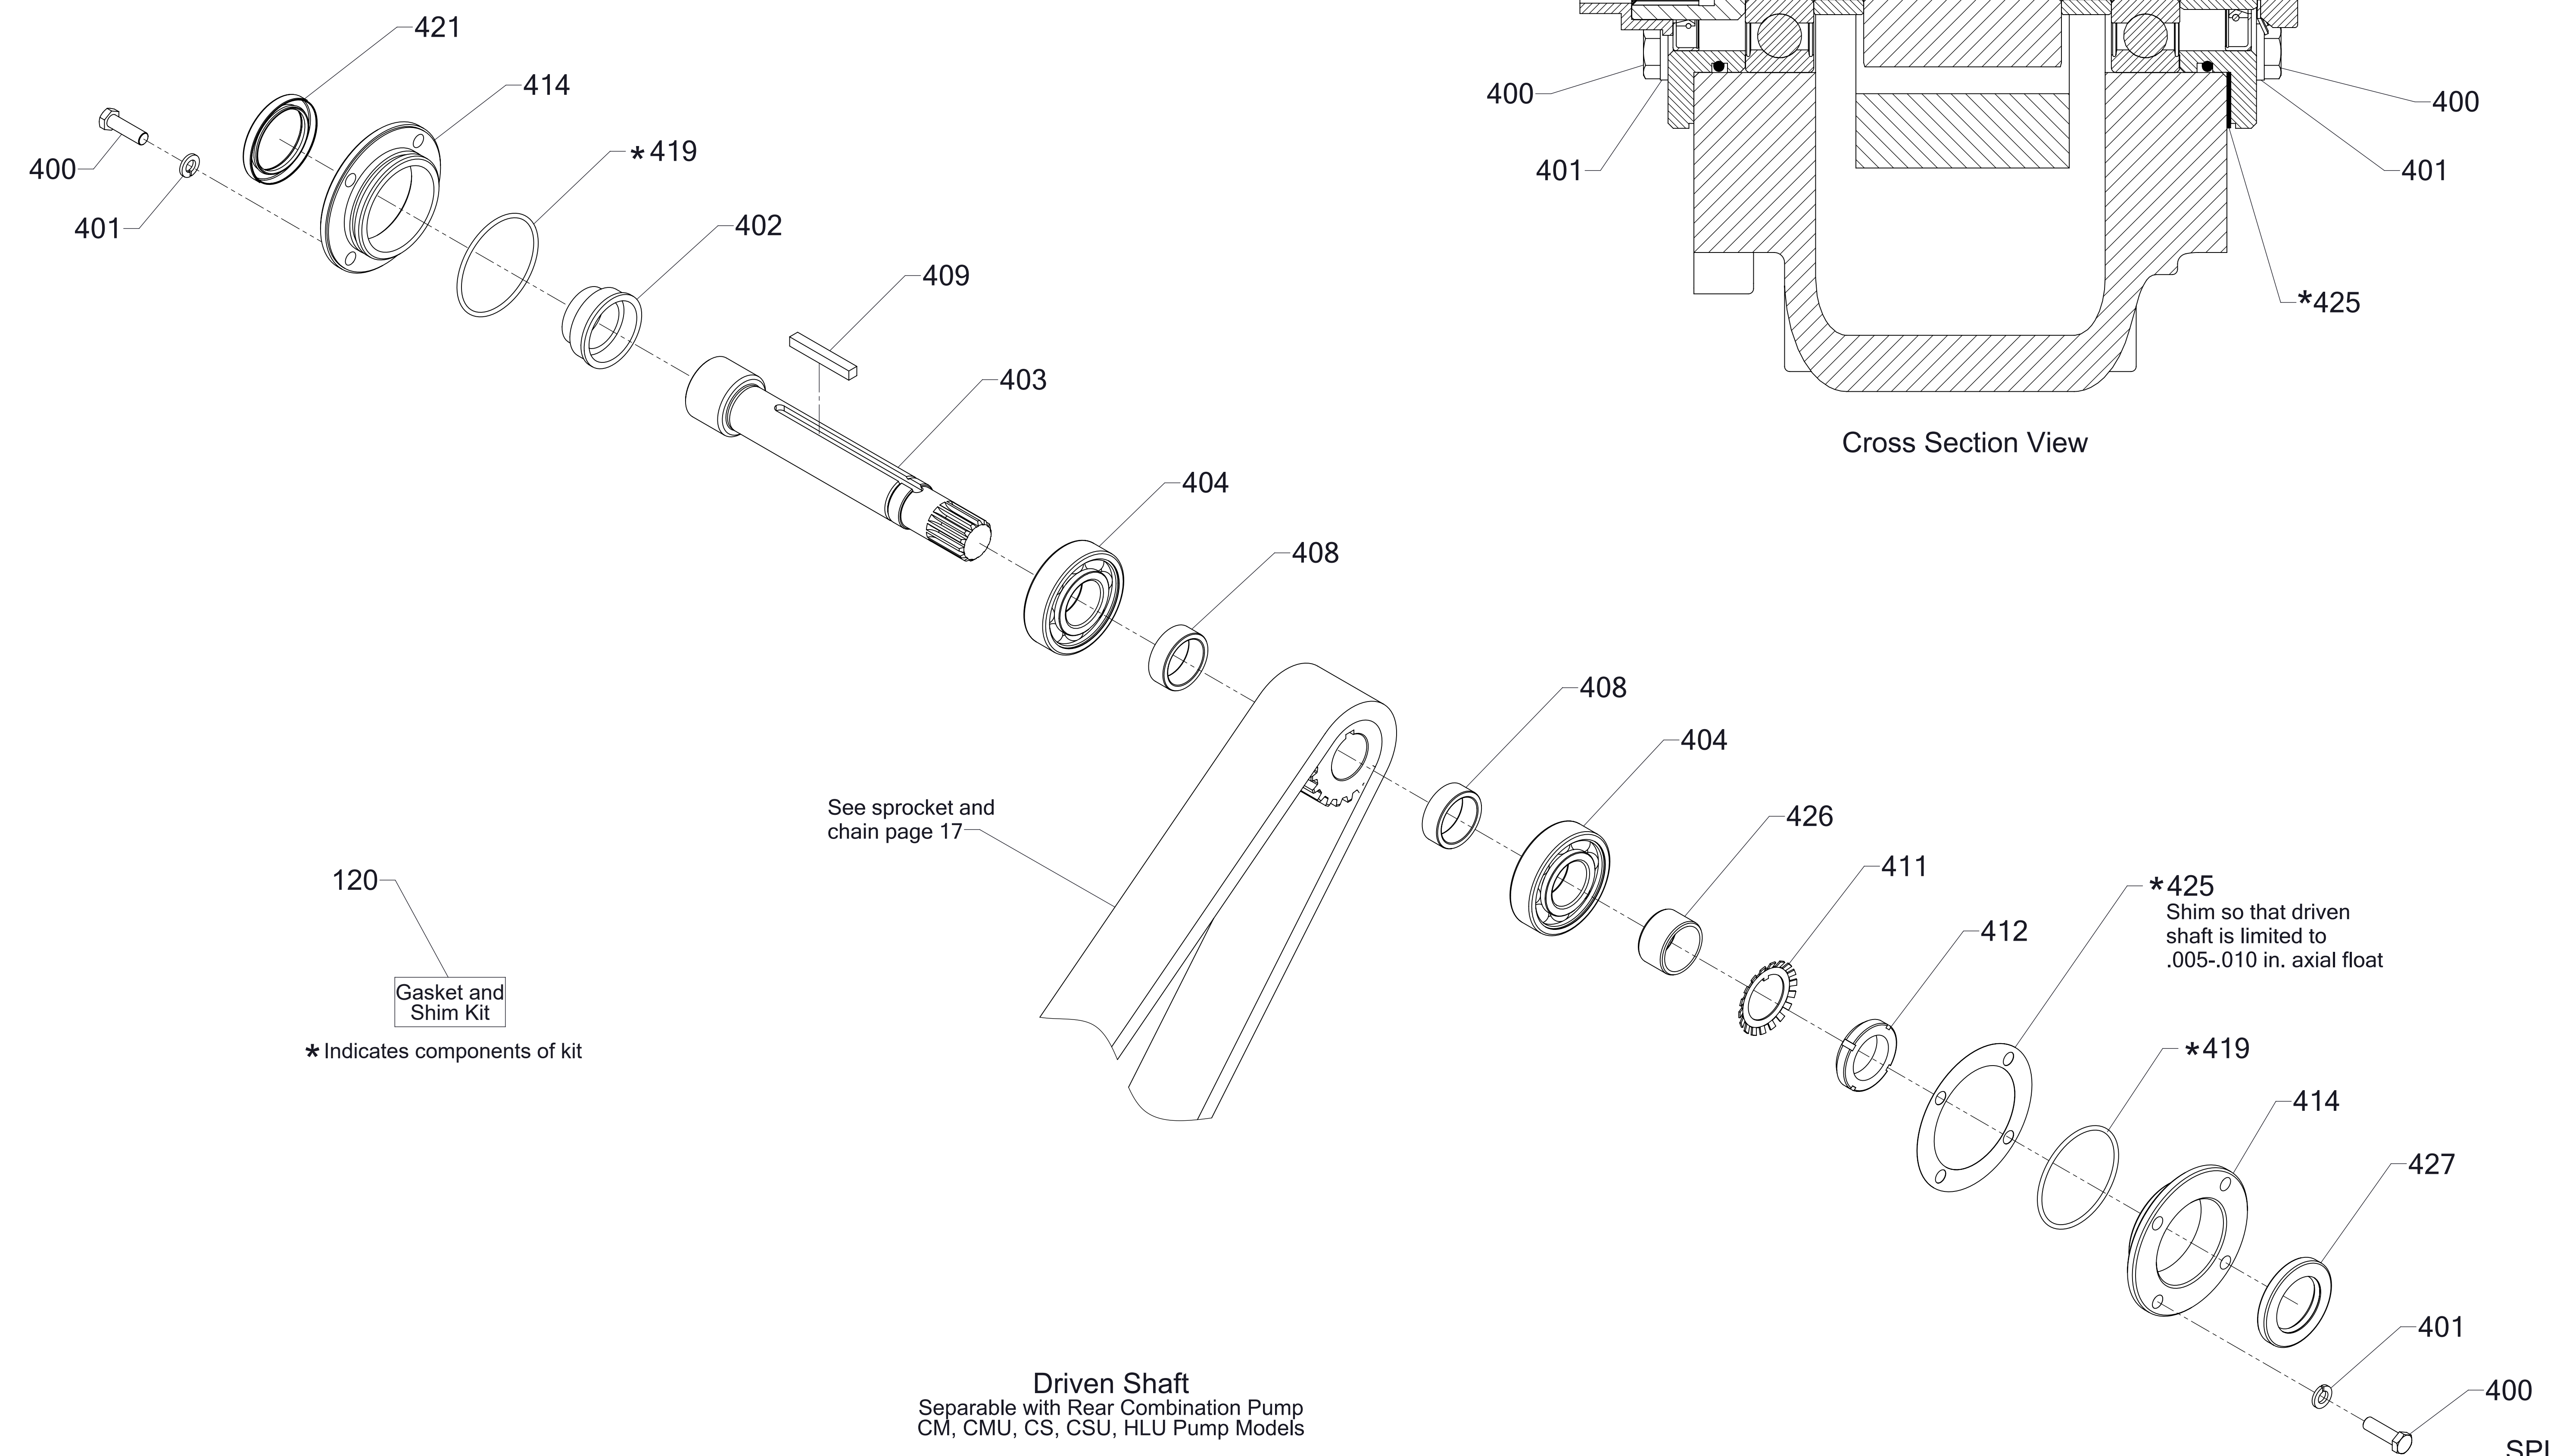 421
414
400
401
*419
402
409
403
404
408
400
401
400
401
*425
Cross Section View
408
404
426
411
412
See sprocket and
chain page 17
120
Gasket and
Shim Kit
* Indicates components of kit
*425
Shim so that driven
shaft is limited to
.005-.010 in. axial float
*419
414
427
401
400
Driven Shaft
Separable with Rear Combination Pump
CM, CMU, CS, CSU, HLU Pump Models